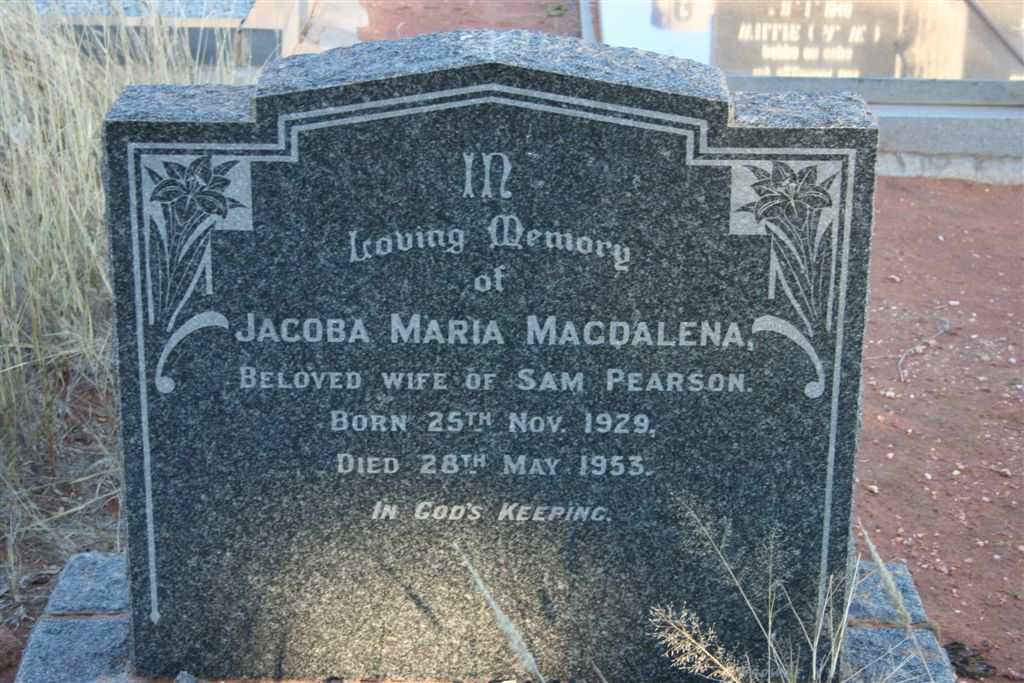 IN
Loving Memory
of
JACOBA MARIA MAGDALENA,
BELOVED WIFE OF SAM PEARSON.
BORN 25TH NOV. 1929,
DIED 28TH MAY 1953.
IN GOD'S KEEPING.